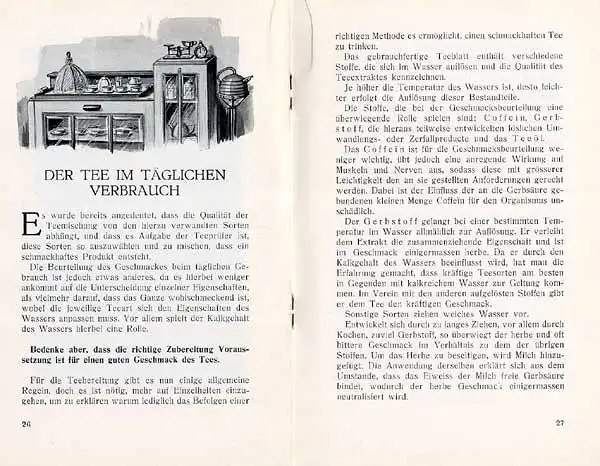 DER TEE IM TÄGLICHEN
VERBRAUCH
Es wurde bereits angedeutet, dass die Qualität der
Teemischung von den hierzu verwandten Sorten
abhängt, und dass es Aufgabe der Teeprüfer ist,
diese Sorten so auszuwählen und zu mischen, dass ein
schmackhaftes Produkt entsteht.
Die Beurteilung des Geschmackes beim täglichen Ge-
brauch ist jedoch etwas anderes, da es hierbei weniger
ankommt auf die Unterscheidung einzelner Eigenschaften,
als vielmehr darauf, dass das Ganze wohlschmeckend ist,
wobei die jeweilige Teeart sich den Eigenschaften des
Wassers anpassen muss. Vor allem spielt der Kalkgehalt
des Wassers hierbei eine Rolle.
Bedenke aber, dass die richtige Zubereitung Voraus-
setzung ist für einen guten Geschmack des Tees.
Für die Teebereitung gibt es nun einige allgemeine
Regeln, doch es ist nötig, mehr auf Einzelheiten einzu-
gehen, um zu erklären warum lediglich das Befolgen einer
26
richtigen Methode es ermöglicht, einen schmackhaften Tee
zu trinken.
Das gebrauchfertige Teeblatt enthält verschiedene
Stoffe, die sich im Wasser auflösen und die Qualität des
Teeextraktes kennzeichnen.
Je höher die Temperatur des Wassers ist, desto leich-
ter erfolgt die Auflösung dieser Bestandteile.
Die Stoffe, die bei der Geschmacksbeurteilung eine
überwiegende Rolle spielen sind: Coffein, Gerb-
stoff, die hieraus teilweise entwickelten löslichen Um-
wandlungs- oder Zerfallproducte und das Teeöl.
Das Coffein ist für die Geschmacksbeurteilung we-
niger wichtig, übt jedoch eine anregende Wirkung auf
Muskeln und Nerven aus, sodass diese mit grösserer
Leichtigkeit den an sie gestellten Anforderungen gerecht
werden. Dabei ist der Einfluss der an die Gerbsäure ge-
bundenen kleinen Menge Coffein für den Organismus un-
schädlich.
Der Gerbstoff gelangt bei einer bestimmten Tem-
peratur im Wasser allmählich zur Auflösung. Er verleiht
dem Extrakt die zusammenziehende Eigenschaft und ist
im Geschmack einigermassen herbe. Da er durch den
Kalkgehalt des Wassers beeinflusst wird, hat man die
Erfahrung gemacht, dass kräftige Teesorten am besten
in Gegenden mit kalkreichem Wasser zur Geltung kom-
men. Im Verein mit den anderen aufgelösten Stoffen gibt
er dem Tee den kräftigen Geschmack.
Sonstige Sorten ziehen weiches Wasser vor.
Entwickelt sich durch zu langes Ziehen, vor allem durch
Kochen, zuviel Gerbstoff, so überwiegt der herbe und oft
bittere Geschmack im Verhältnis zu dem der übrigen
Stoffen. Um das Herbe zu beseitigen, wird Milch hinzu-
gefügt. Die Anwendung derselben erklärt sich aus dem
Umstande, dass das Eiweiss der Milch freie Gerbsäure
bindet, wodurch der herbe Geschmack einigermassen
neutralisiert wird.
27